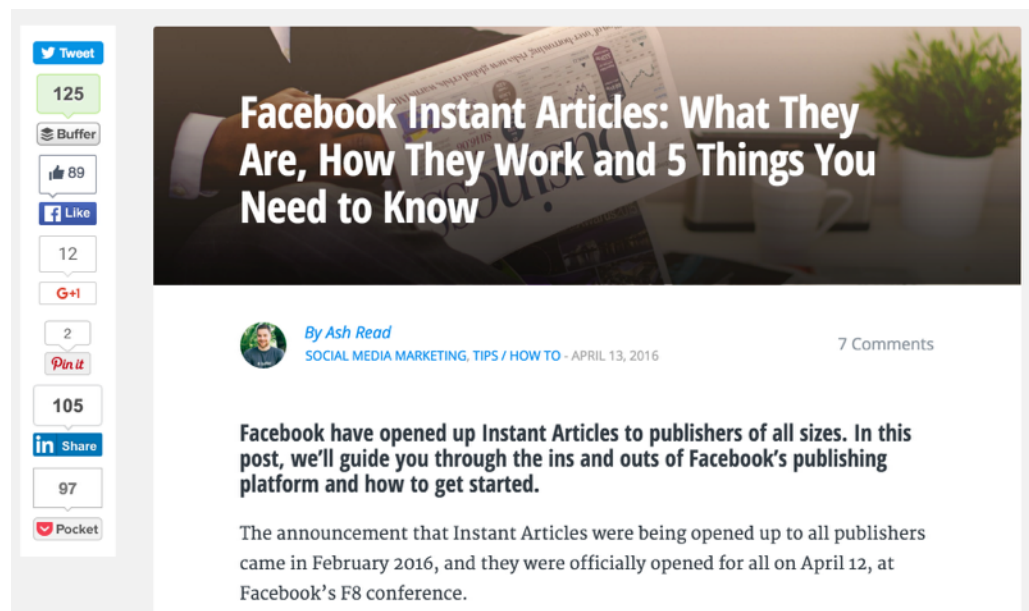 Tweet
125
Buffer
89
Like
12
G+1
2
Pin it
105
in Share
97
Pocket
Business
Facebook Instant Articles: What They
Are, How They Work and 5 Things You
Need to Know
By Ash Read
SOCIAL MEDIA MARKETING, TIPS / HOW TO - APRIL 13, 2016
7 Comments
Facebook have opened up Instant Articles to publishers of all sizes. In this
post, we’ll guide you through the ins and outs of Facebook’s publishing
platform and how to get started.
The announcement that Instant Articles were being opened up to all publishers
came in February 2016, and they were officially opened for all on April 12, at
Facebook’s F8 conference.